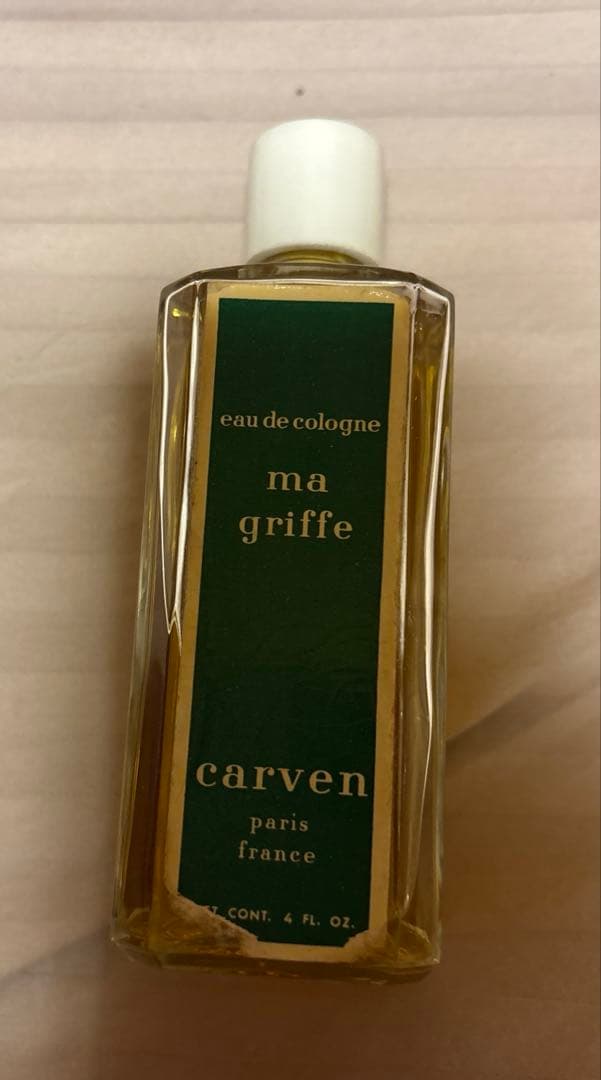 eau de cologne
ma
griffe
carven
paris
france
CONT. 4 FL. OZ.